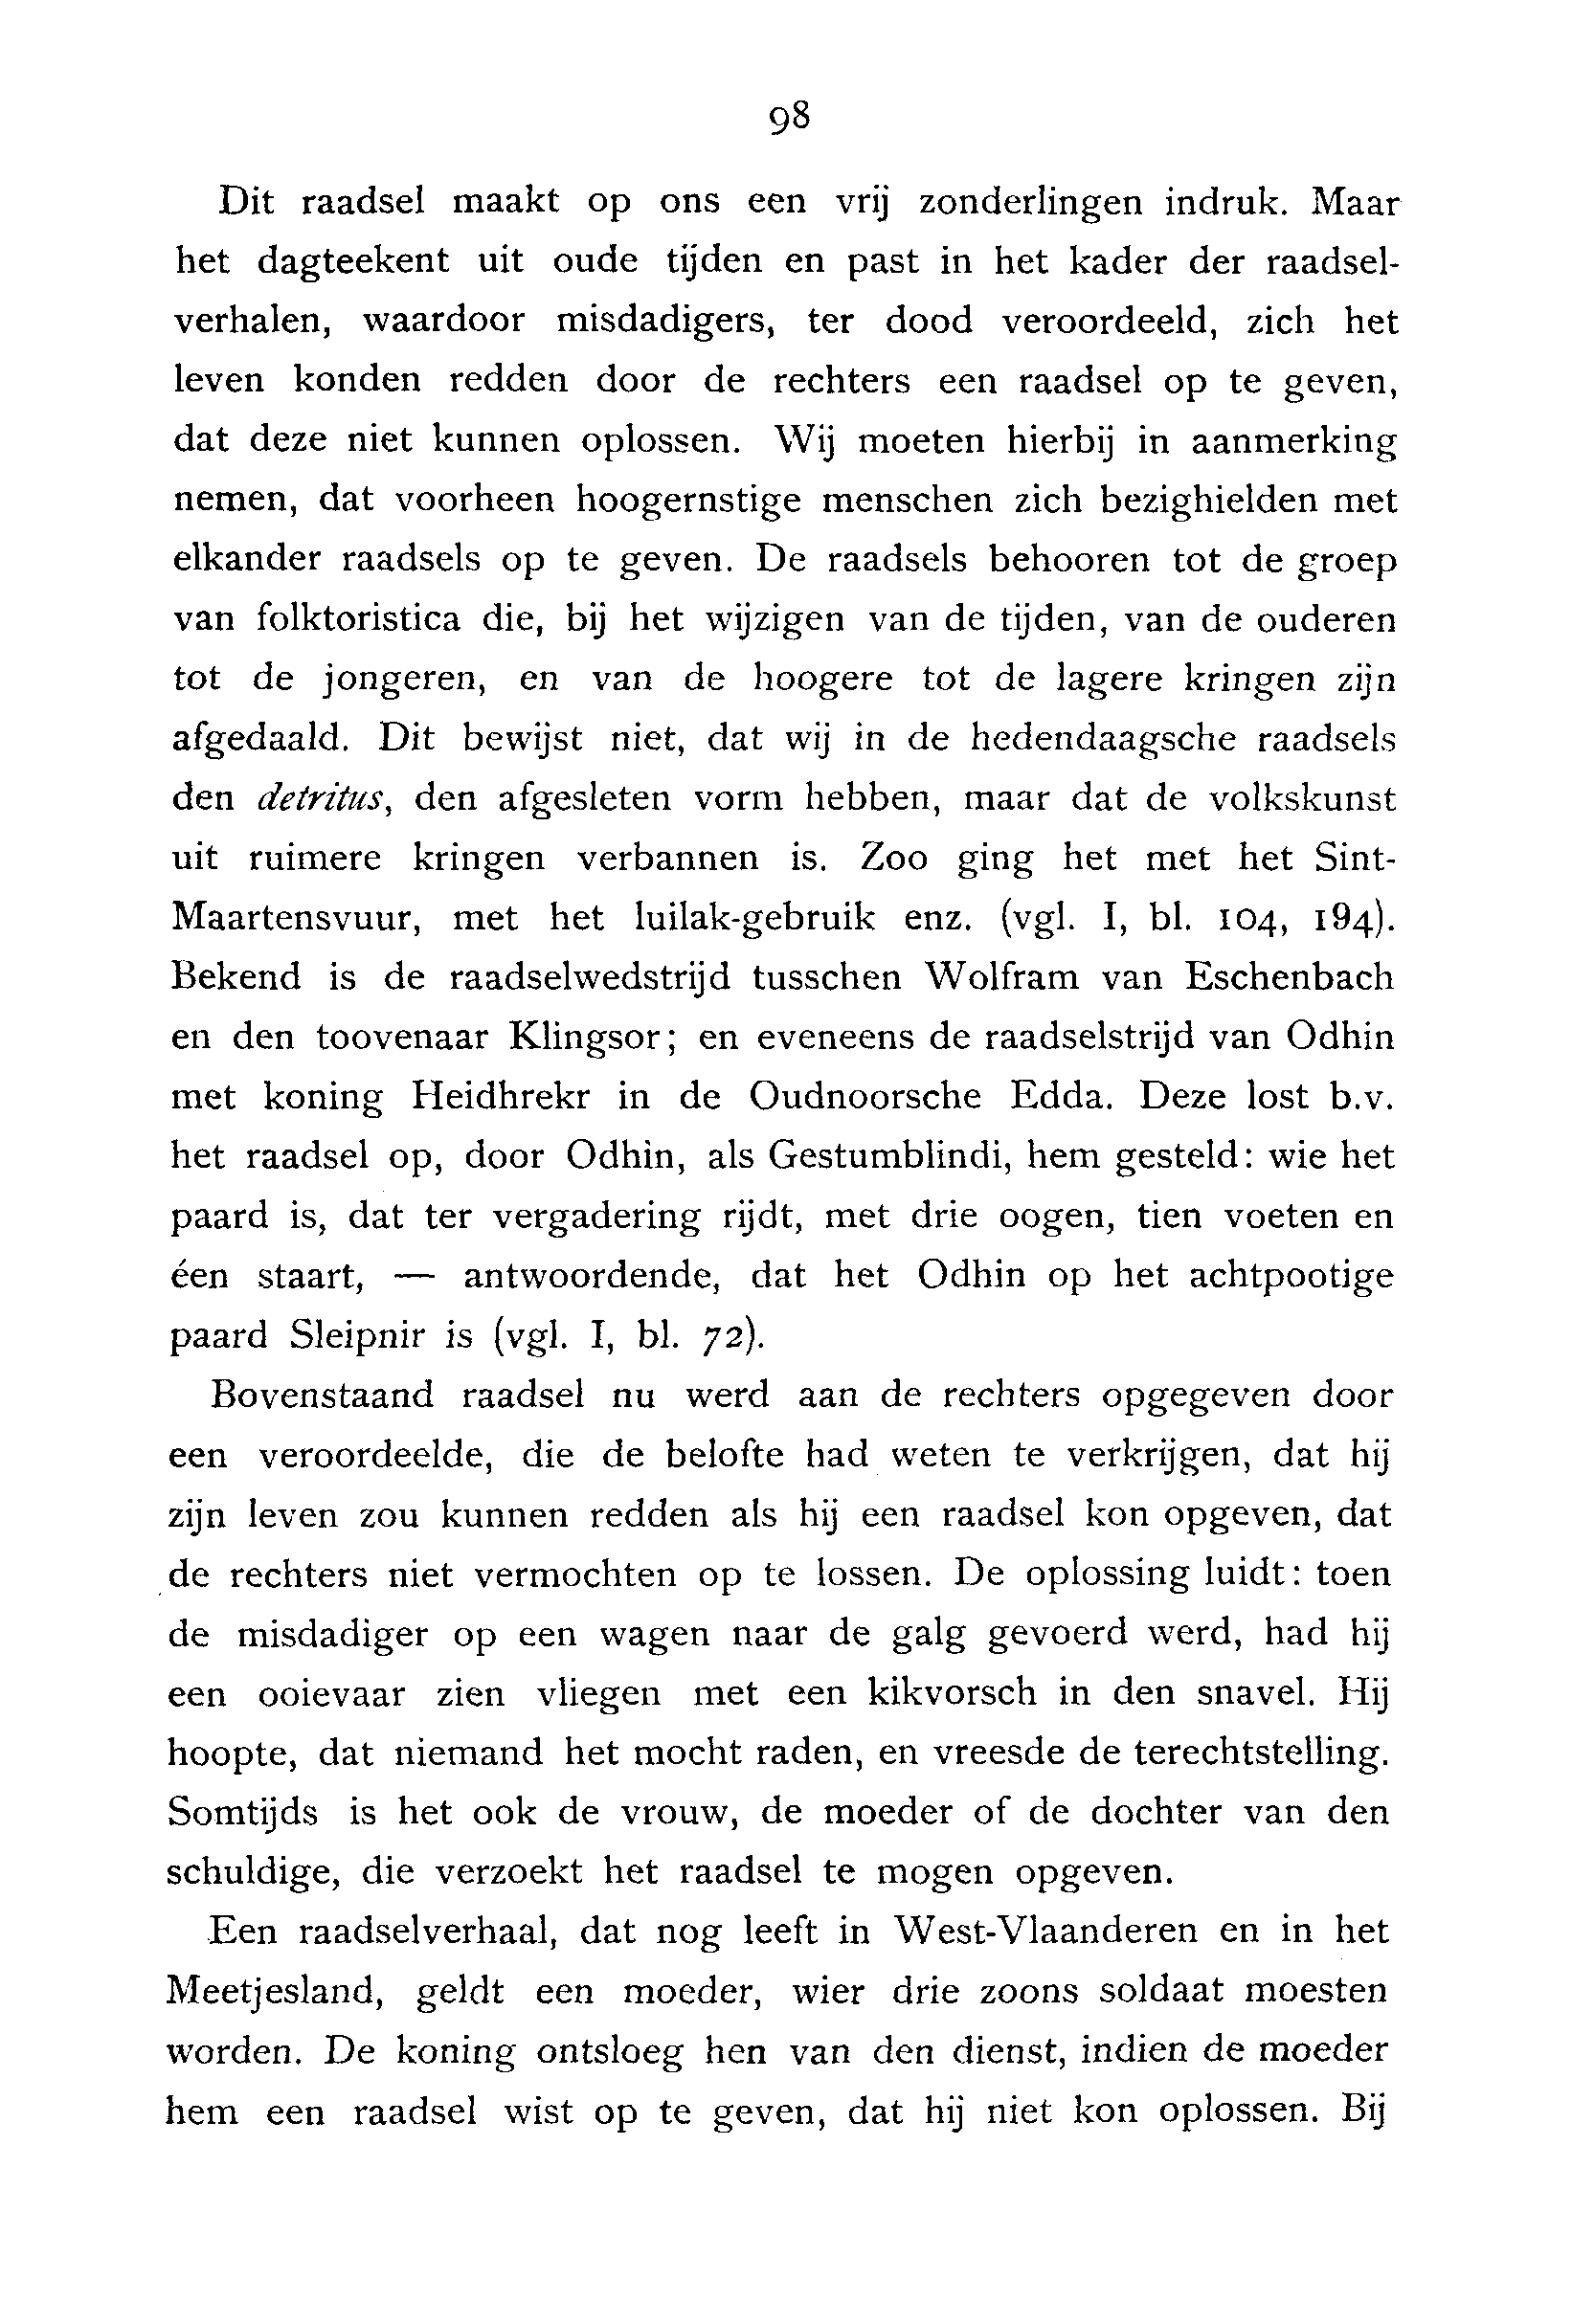 98
Dit raadsel maakt op ons een vrij zonderlingen indruk. Maar
het dagteekent uit oude tijden en past in het kader der raadsel-
verhalen, waardoor misdadigers, ter dood veroordeeld, zich het
leven konden redden door de rechters een raadsel op te geven,
dat deze niet kunnen oplossen. Wij moeten hierbij in aanmerking
nemen, dat voorheen hoogernstige menschen zich bezighielden met
elkander raadsels op te geven. De raadsels behooren tot de groep
van folktoristica die, bij het wijzigen van de tijden, van de ouderen
tot de jongeren, en van de hoogere tot de lagere kringen zijn
afgedaald. Dit bewijst niet, dat wij in de hedendaagsche raadsels
den detritus, den afgesleten vorm hebben, maar dat de volkskunst
uit ruimere kringen verbannen is. Zoo ging het met het Sint-
Maartensvuur, met het luilak-gebruik enz. (vgl. I, bl. 104, 194).
Bekend is de raadselwedstrijd tusschen Wolfram van Eschenbach
en den toovenaar Klingsor; en eveneens de raadselstrijd van Odhin
met koning Heidhrekr in de Oudnoorsche Edda. Deze lost b.v.
het raadsel op, door Odhin, als Gestumblindi, hem gesteld: wie het
paard is, dat ter vergadering rijdt, met drie oogen, tien voeten en
éen staart, — antwoordende, dat het Odhin op het achtpootige
paard Sleipnir is (vgl. I, bl. 72).
Bovenstaand raadsel nu werd aan de rechters opgegeven door
een veroordeelde, die de belofte had weten te verkrijgen, dat hij
zijn leven zou kunnen redden als hij een raadsel kon opgeven, dat
de rechters niet vermochten op te lossen. De oplossing luidt: toen
de misdadiger op een wagen naar de galg gevoerd werd, had hij
een ooievaar zien vliegen met een kikvorsch in den snavel. Hij
hoopte, dat niemand het mocht raden, en vreesde de terechtstelling.
Somtijds is het ook de vrouw, de moeder of de dochter van den
schuldige, die verzoekt het raadsel te mogen opgeven.
Een raadselverhaal, dat nog leeft in West-Vlaanderen en in het
Meetjesland, geldt een moeder, wier drie zoons soldaat moesten
worden. De koning ontsloeg hen van den dienst, indien de moeder
hem een raadsel wist op te geven, dat hij niet kon oplossen. Bij